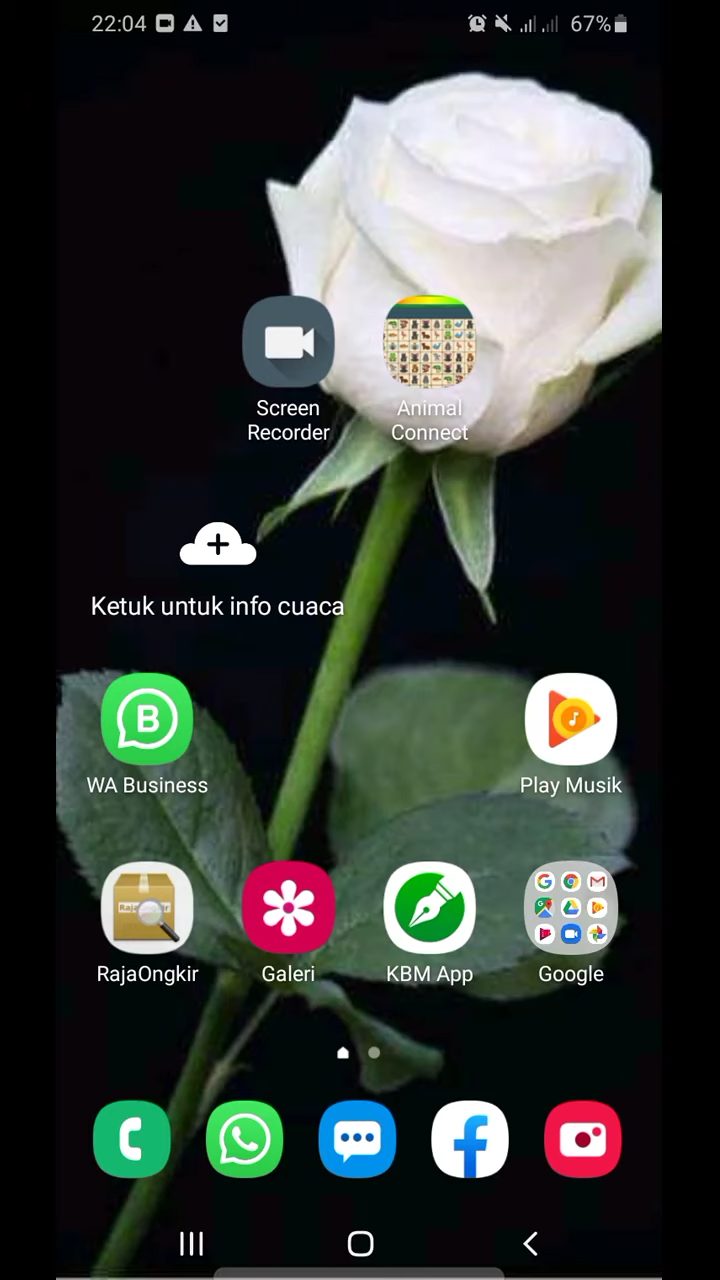 22:04
67%
Screen
Recorder
Animal
Connect
Ketuk untuk info cuaca
B
WA Business
Play Musik
RajaOngkir
Galeri
KBM App
Google